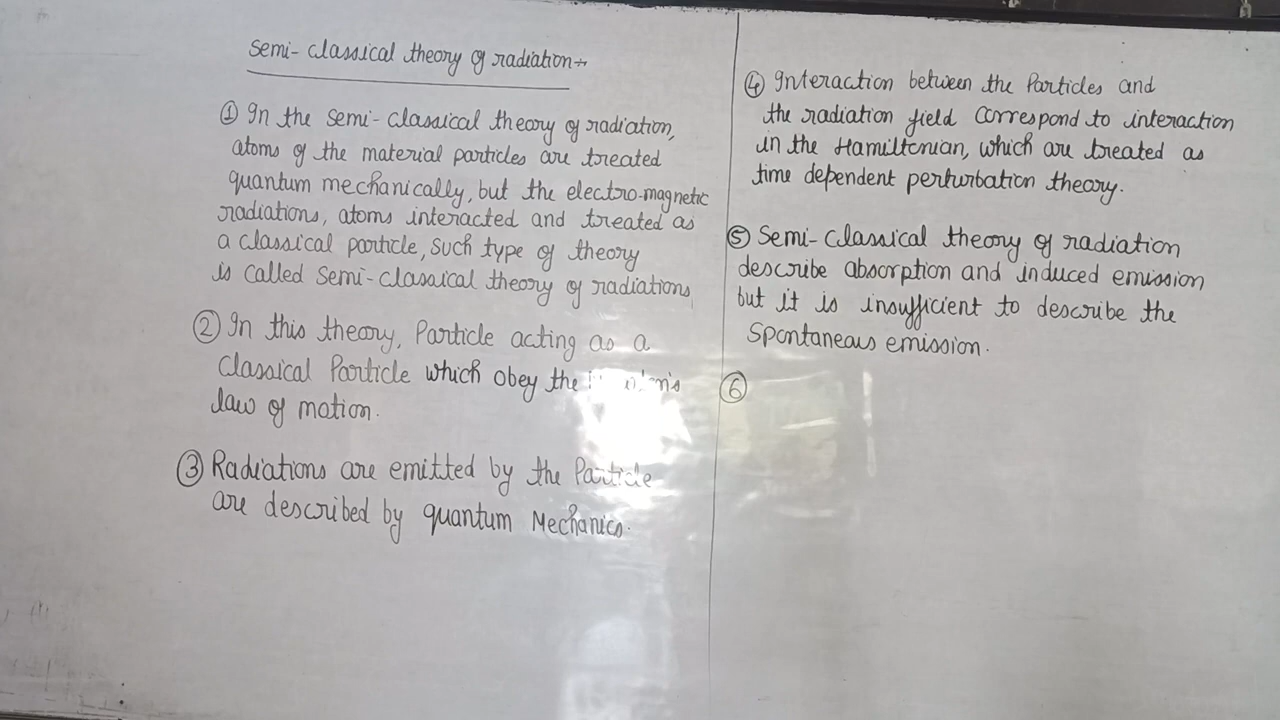 Semi-classical theory of radiation→
① In the semi-classical theory of radiation,
atoms of the material particles are treated
quantum mechanically, but the electro-magnetic
radiations, atoms interacted and treated as
a classical particle, such type of theory
is called semi-classical theory of radiations,
② In this theory, Particle acting as a
Classical Particle which obey the
law of motion.
③ Radiations are emitted by the Particle
are described by quantum Mechanics.
④ Interaction between the Particles and
the radiation field correspond to interaction
in the Hamiltenian, which are treated as
time dependent perturbation theory.
⑤ Semi-classical theory of radiation
describe absorption and induced emission
but it is insufficient to describe the
Spontaneous emission.
⑥